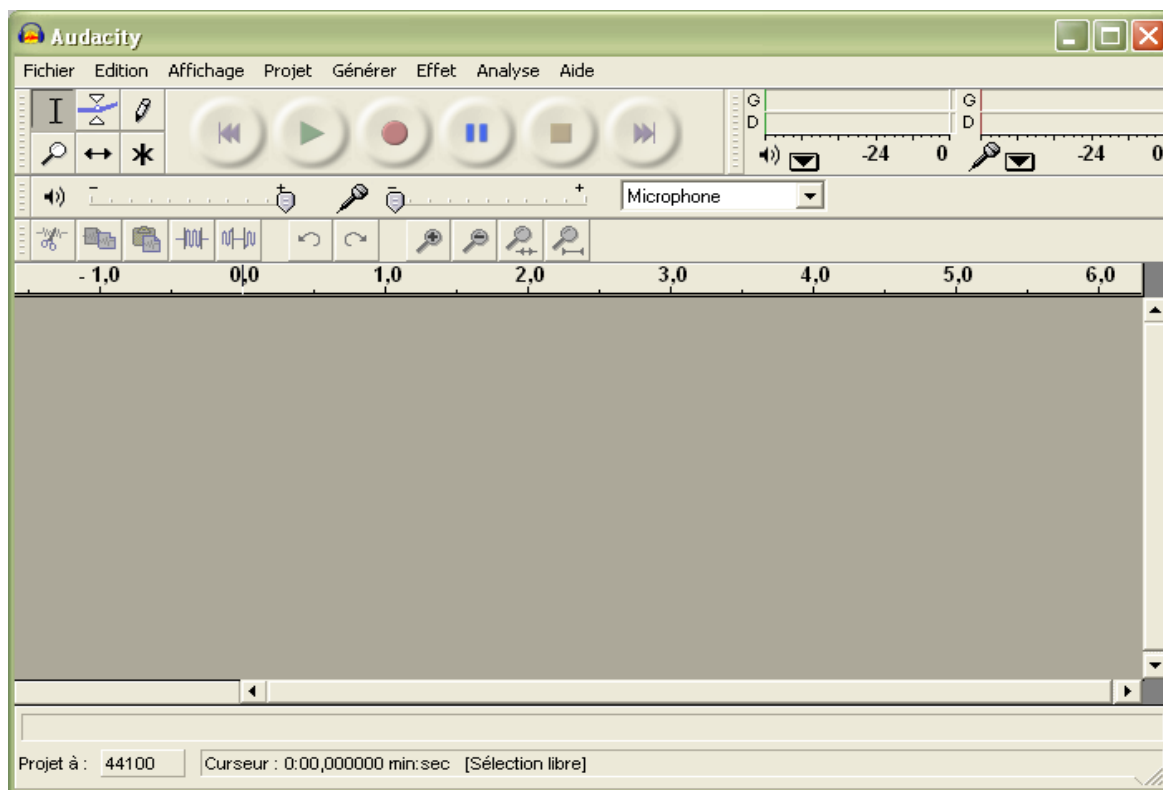 Audacity
Fichier Edition Affichage Projet Générer Effet Analyse Aide
G G
D D
-24 0 -24 0
- + - + Microphone
- 1,0 0,0 1,0 2,0 3,0 4,0 5,0 6,0
Projet à : 44100 Curseur : 0:00,000000 min:sec [Sélection libre]